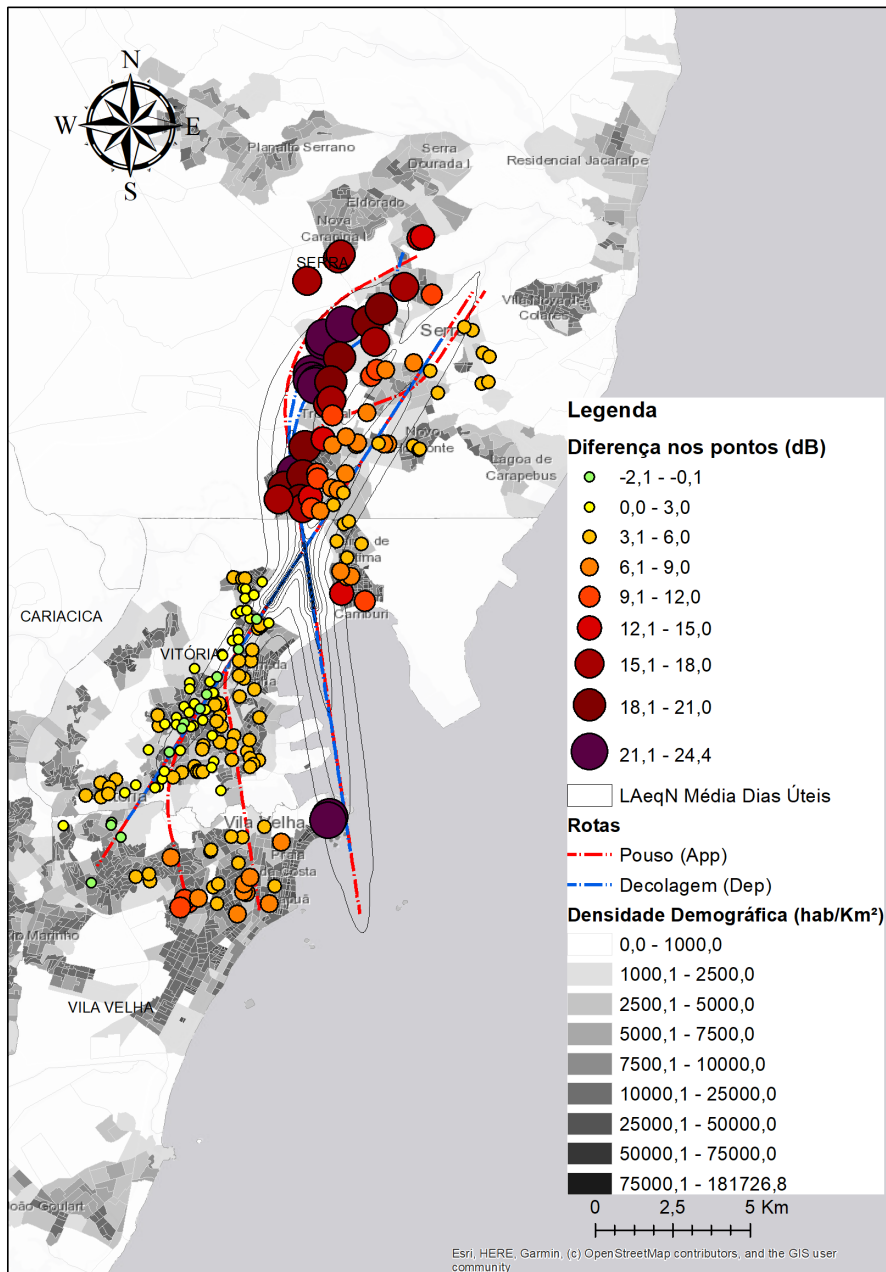 N
W
E
S
Planalto Serrano
Serra
Dourada I
Residencial Jacaraípe
Eldorado
Nova
Carapina I
SERRA
Vila Nova de
Colares
Serra
Novo
Lagoa de
Carapebus
CARIACICA
Camburi
VITÓRIA
Vila Velha
Praia
da Costa
Rio Marinho
VILA VELHA
João Goulart
Legenda
Diferença nos pontos (dB)
-2,1 - -0,1
0,0 - 3,0
3,1 - 6,0
6,1 - 9,0
9,1 - 12,0
12,1 - 15,0
15,1 - 18,0
18,1 - 21,0
21,1 - 24,4
LAeqN Média Dias Úteis
Rotas
Pouso (App)
Decolagem (Dep)
Densidade Demográfica (hab/Km²)
0,0 - 1000,0
1000,1 - 2500,0
2500,1 - 5000,0
5000,1 - 7500,0
7500,1 - 10000,0
10000,1 - 25000,0
25000,1 - 50000,0
50000,1 - 75000,0
75000,1 - 181726,8
0 2,5 5 Km
Esri, HERE, Garmin, (c) OpenStreetMap contributors, and the GIS user
community